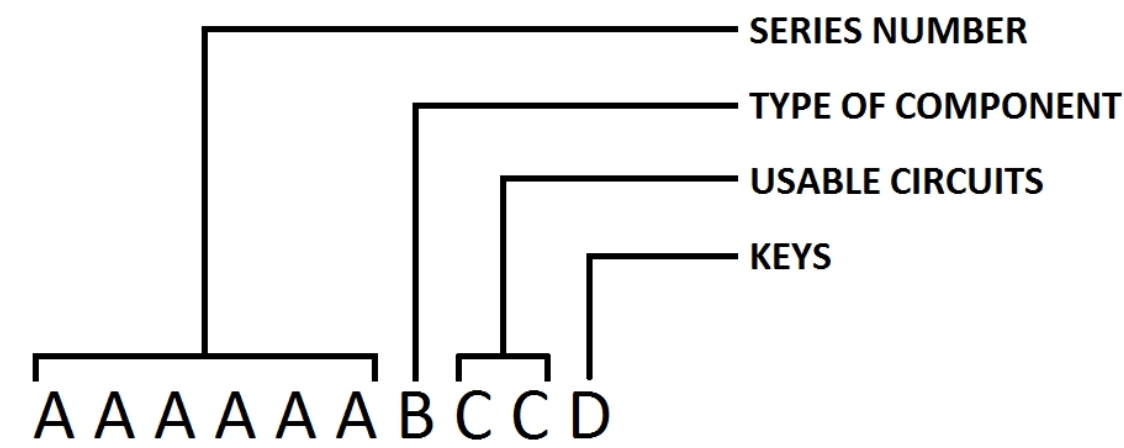 SERIES NUMBER
TYPE OF COMPONENT
USABLE CIRCUITS
KEYS
A A A A A A B C C D